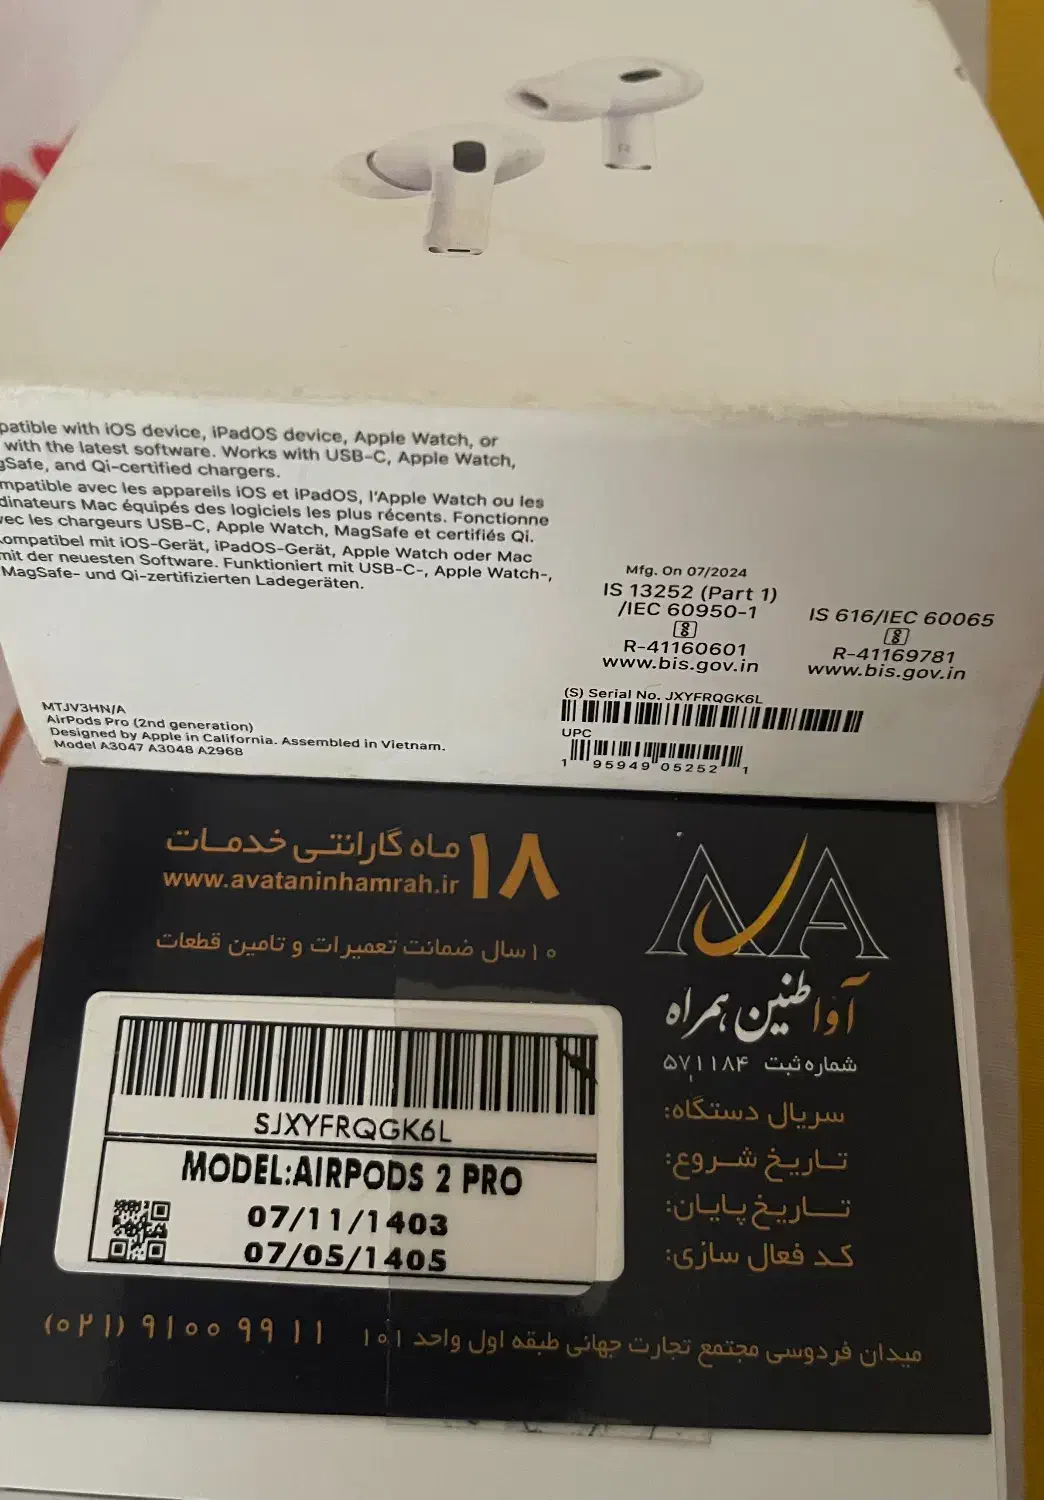 patible with iOS device, iPadOS device, Apple Watch, or
with the latest software. Works with USB-C, Apple Watch,
gSafe, and Qi-certified chargers.
mpatible avec les appareils iOS et iPadOS, l'Apple Watch ou les
dinateurs Mac équipés des logiciels les plus récents. Fonctionne
vec les chargeurs USB-C, Apple Watch, MagSafe et certifiés Qi.
ompatibel mit iOS-Gerät, iPadOS-Gerät, Apple Watch oder Mac
mit der neuesten Software. Funktioniert mit USB-C-, Apple Watch-,
MagSafe- und Qi-zertifizierten Ladegeräten.
Mfg. On 07/2024
IS 13252 (Part 1)
/IEC 60950-1
R-41160601
www.bis.gov.in
IS 616/IEC 60065
R-41169781
www.bis.gov.in
MTJV3HN/A
AirPods Pro (2nd generation)
Designed by Apple in California. Assembled in Vietnam.
Model A3047 A3048 A2968
(S) Serial No. JXYFRQGK6L
UPC
1 95949 05252 1
۱۸ ماه گارانتی خدمات
www.avataninhamrah.ir
۱۰ سال ضمانت تعمیرات و تامین قطعات
آوا طنین همراه
شماره ثبت ۵۷۱۱۸۴
سریال دستگاه:
تاریخ شروع:
تاریخ پایان:
کد فعال سازی:
SJXYFRQGK6L
MODEL:AIRPODS 2 PRO
07/11/1403
07/05/1405
میدان فردوسی مجتمع تجارت جهانی طبقه اول واحد ۱۰۱
(۰۲۱) ۹۱۰۰ ۹۹ ۱۱